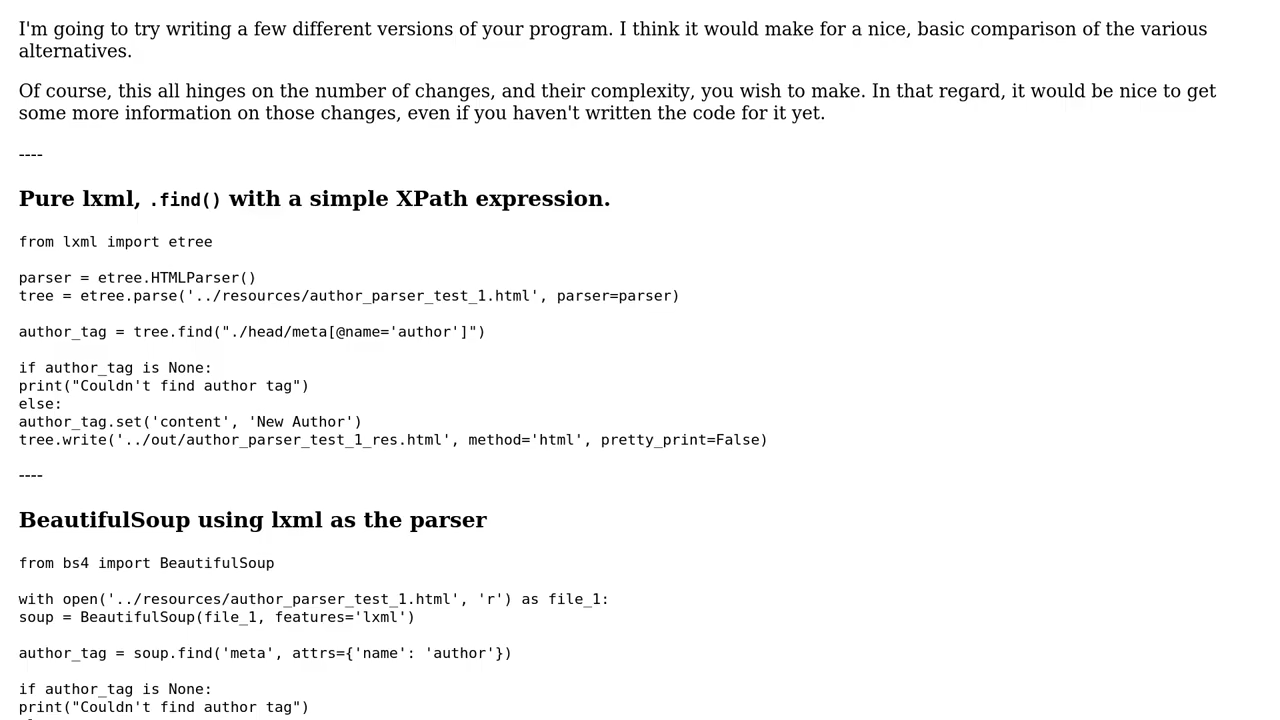 I'm going to try writing a few different versions of your program. I think it would make for a nice, basic comparison of the various
alternatives.
Of course, this all hinges on the number of changes, and their complexity, you wish to make. In that regard, it would be nice to get
some more information on those changes, even if you haven't written the code for it yet.
----
Pure lxml, .find() with a simple XPath expression.
from lxml import etree
parser = etree.HTMLParser()
tree = etree.parse('../resources/author_parser_test_1.html', parser=parser)
author_tag = tree.find("./head/meta[@name='author']")
if author_tag is None:
print("Couldn't find author tag")
else:
author_tag.set('content', 'New Author')
tree.write('../out/author_parser_test_1_res.html', method='html', pretty_print=False)
----
BeautifulSoup using lxml as the parser
from bs4 import BeautifulSoup
with open('../resources/author_parser_test_1.html', 'r') as file_1:
soup = BeautifulSoup(file_1, features='lxml')
author_tag = soup.find('meta', attrs={'name': 'author'})
if author_tag is None:
print("Couldn't find author tag")